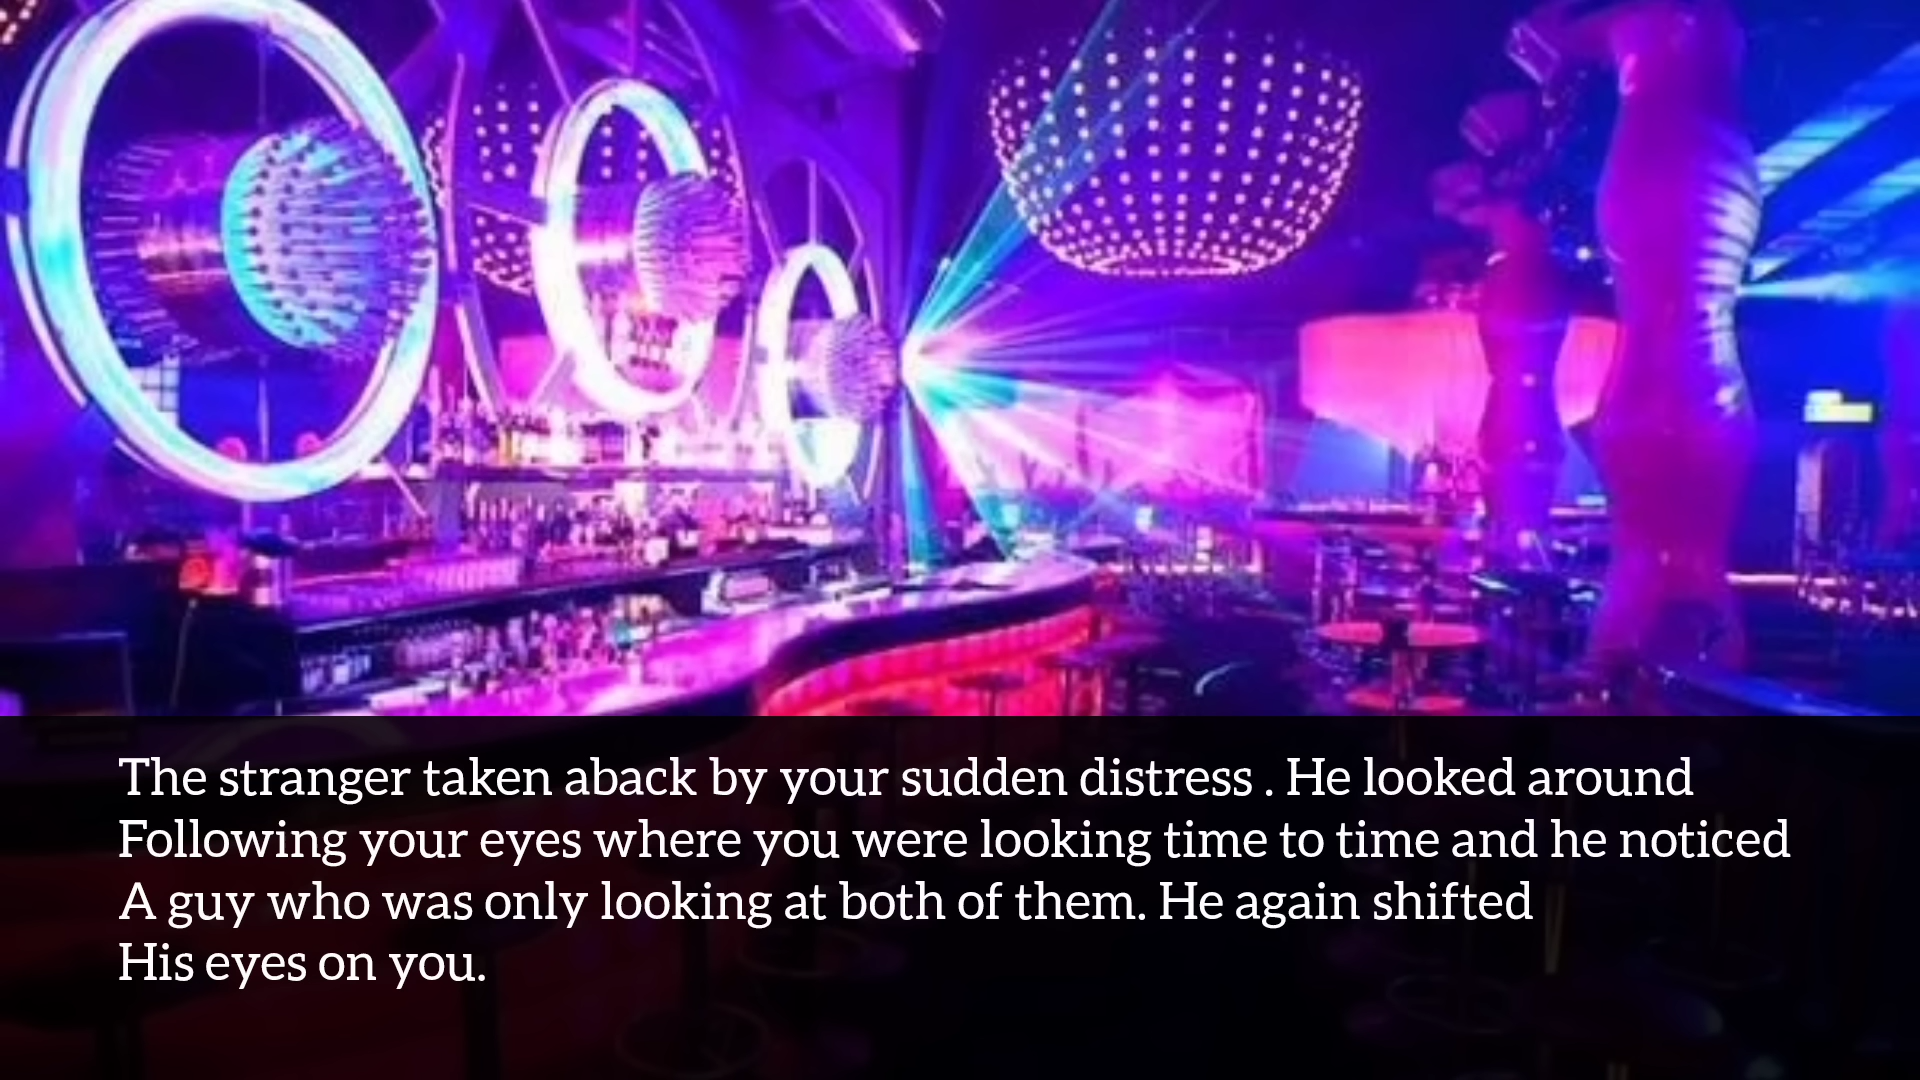 The stranger taken aback by your sudden distress . He looked around
Following your eyes where you were looking time to time and he noticed
A guy who was only looking at both of them. He again shifted
His eyes on you.